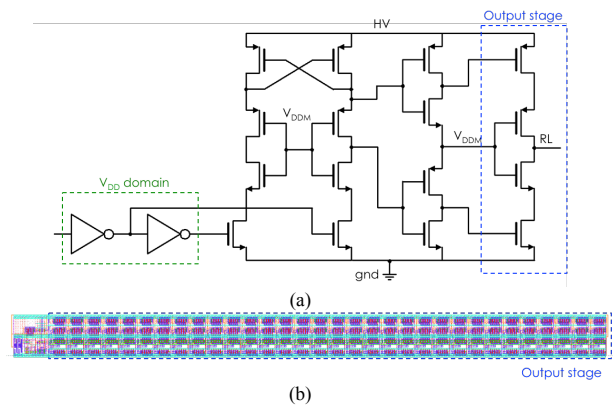 Output stage
HV
V_DDM
V_DDM
RL
V_DD domain
gnd
(a)
Output stage
(b)